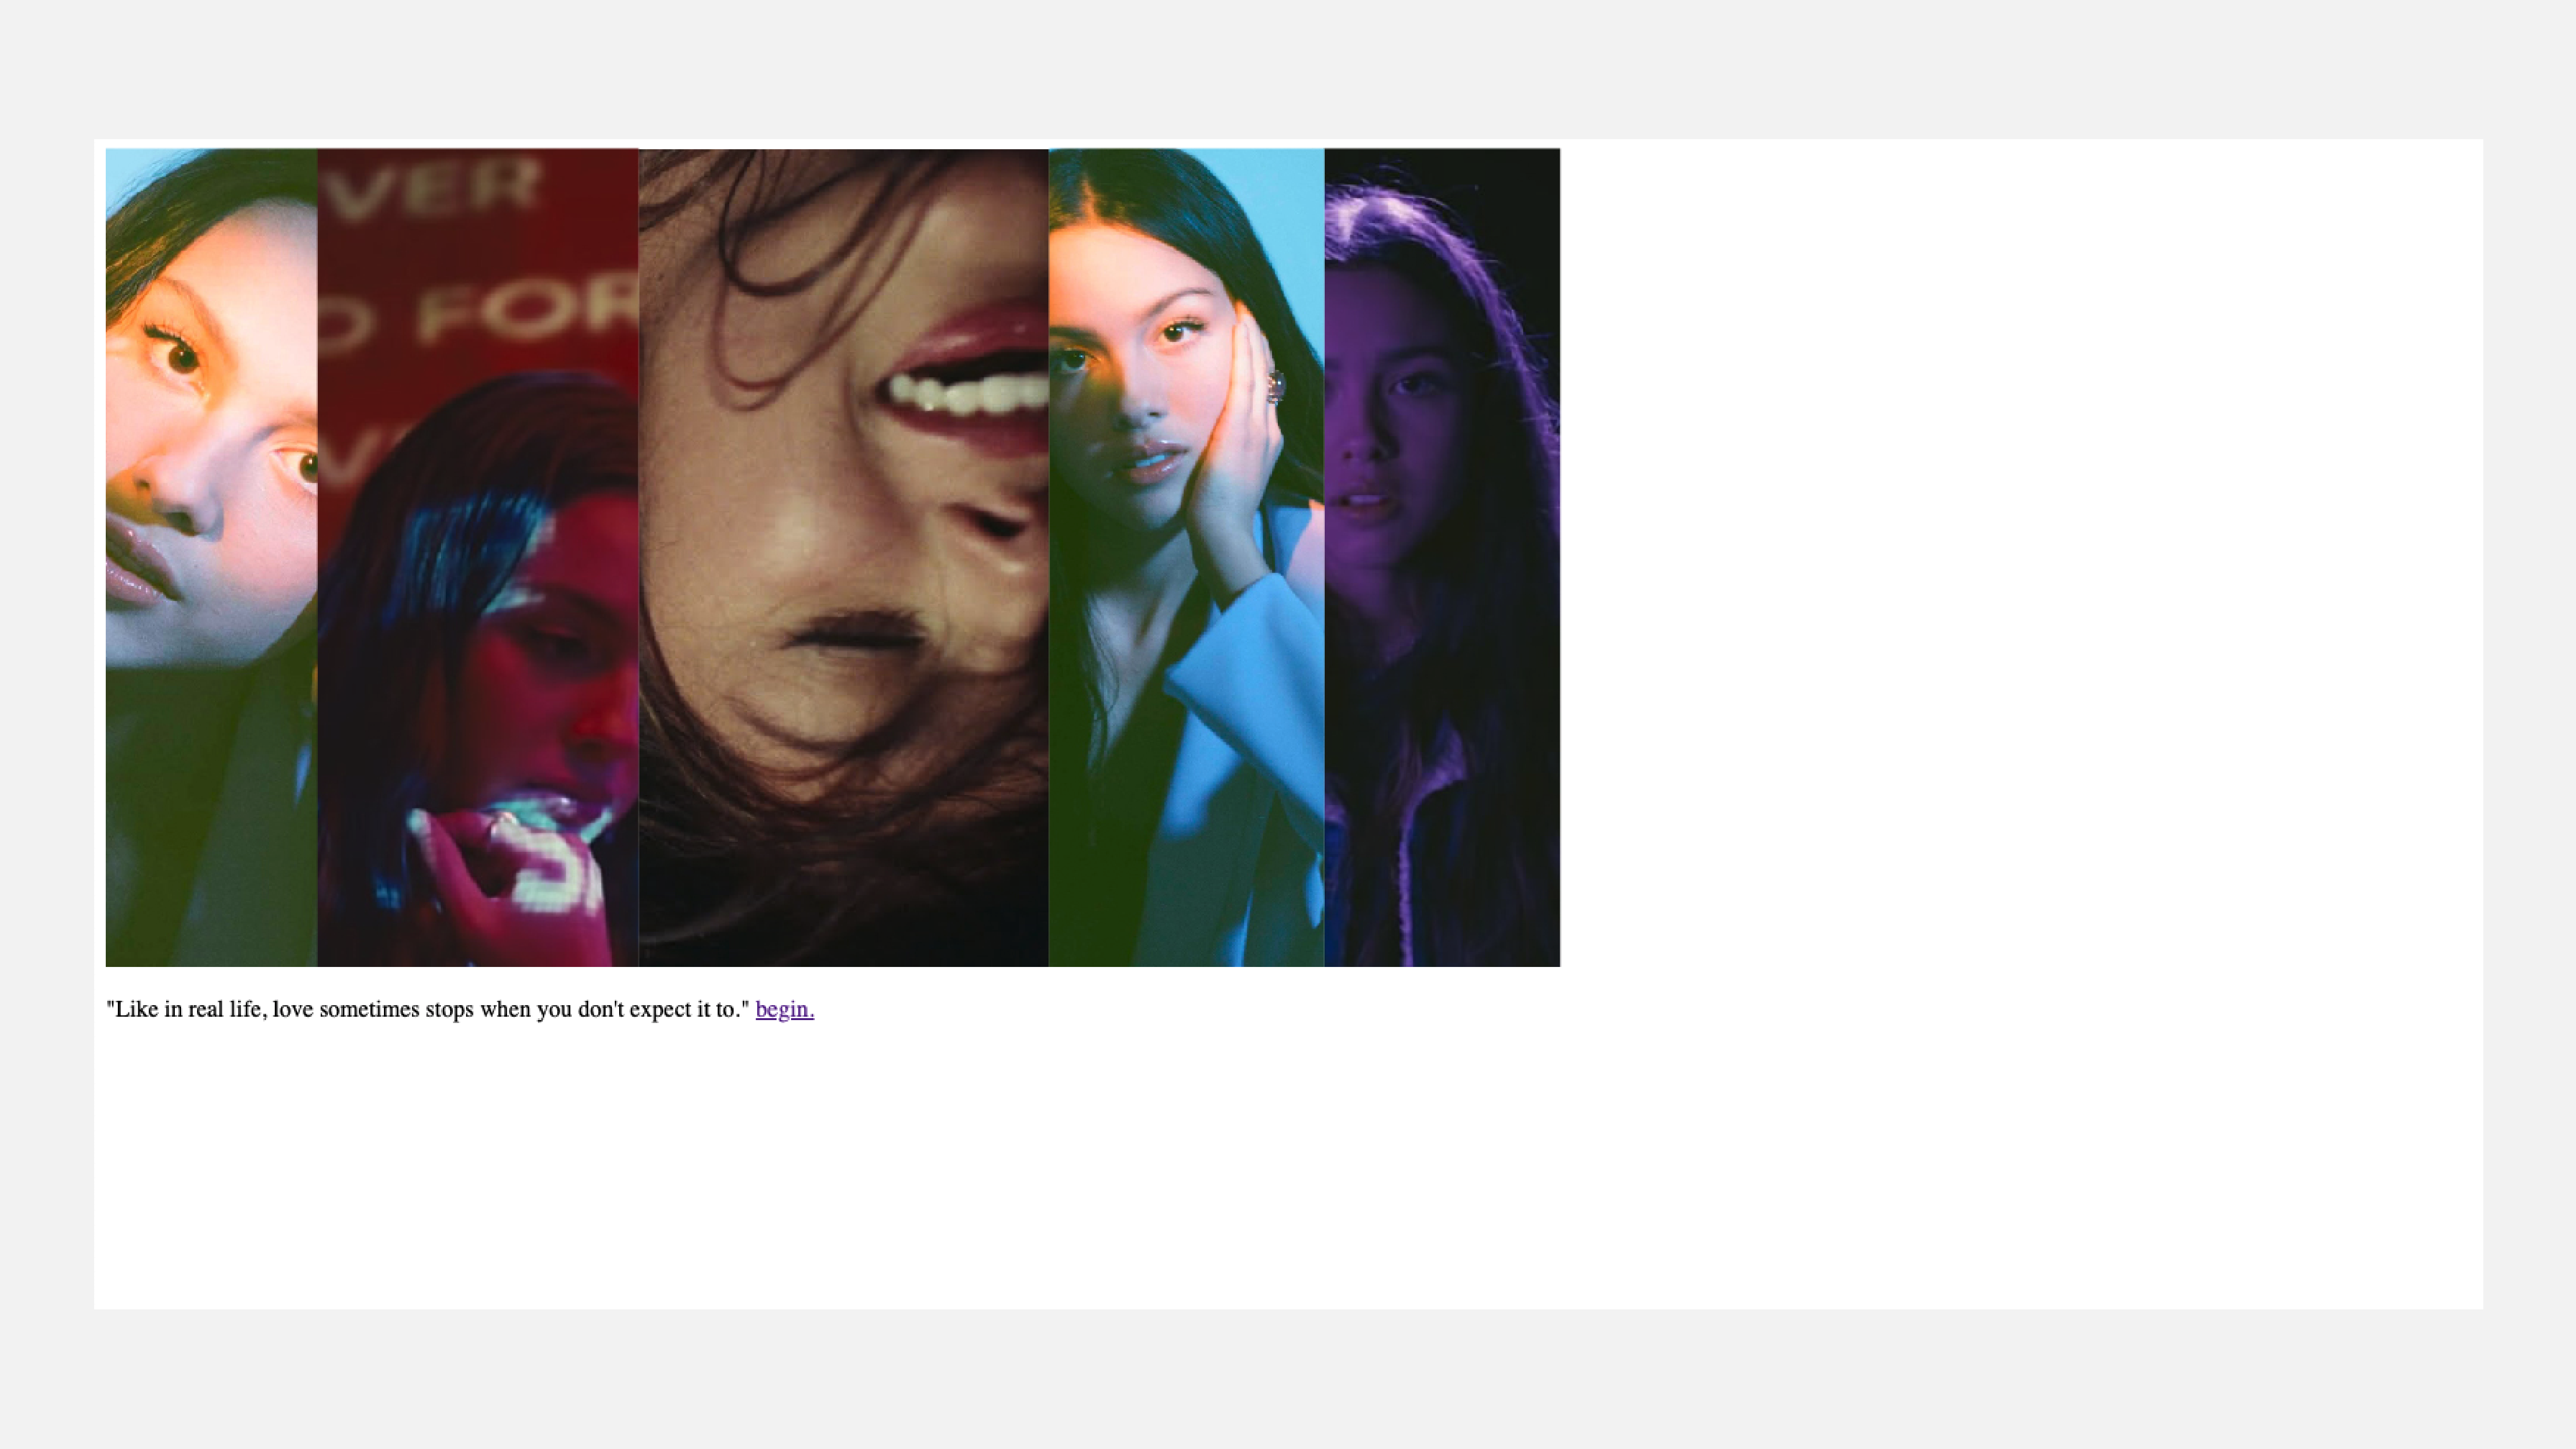 VER
O FOR
"Like in real life, love sometimes stops when you don't expect it to." begin.